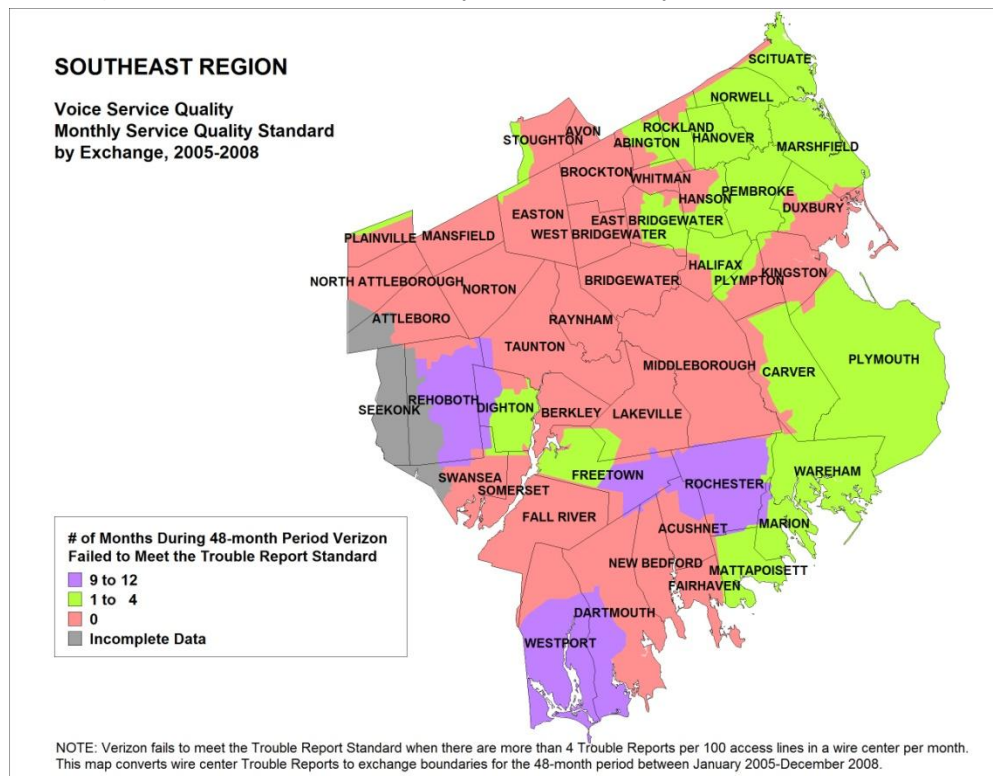 SOUTHEAST REGION
Voice Service Quality
Monthly Service Quality Standard
by Exchange, 2005-2008
SCITUATE
NORWELL
ROCKLAND
HANOVER
AVON
STOUGHTON
ABINGTON
MARSHFIELD
BROCKTON
WHITMAN
PEMBROKE
HANSON
DUXBURY
EASTON
EAST BRIDGEWATER
WEST BRIDGEWATER
PLAINVILLE
MANSFIELD
HALIFAX
KINGSTON
NORTH ATTLEBOROUGH
NORTON
BRIDGEWATER
PLYMPTON
ATTLEBORO
RAYNHAM
TAUNTON
MIDDLEBOROUGH
CARVER
PLYMOUTH
REHOBOTH
SEEKONK
DIGHTON
BERKLEY
LAKEVILLE
SWANSEA
FREETOWN
WAREHAM
SOMERSET
ROCHESTER
FALL RIVER
ACUSHNET
MARION
NEW BEDFORD
MATTAPOISETT
FAIRHAVEN
DARTMOUTH
WESTPORT
# of Months During 48-month Period Verizon
Failed to Meet the Trouble Report Standard
9 to 12
1 to 4
0
Incomplete Data
NOTE: Verizon fails to meet the Trouble Report Standard when there are more than 4 Trouble Reports per 100 access lines in a wire center per month.
This map converts wire center Trouble Reports to exchange boundaries for the 48-month period between January 2005-December 2008.